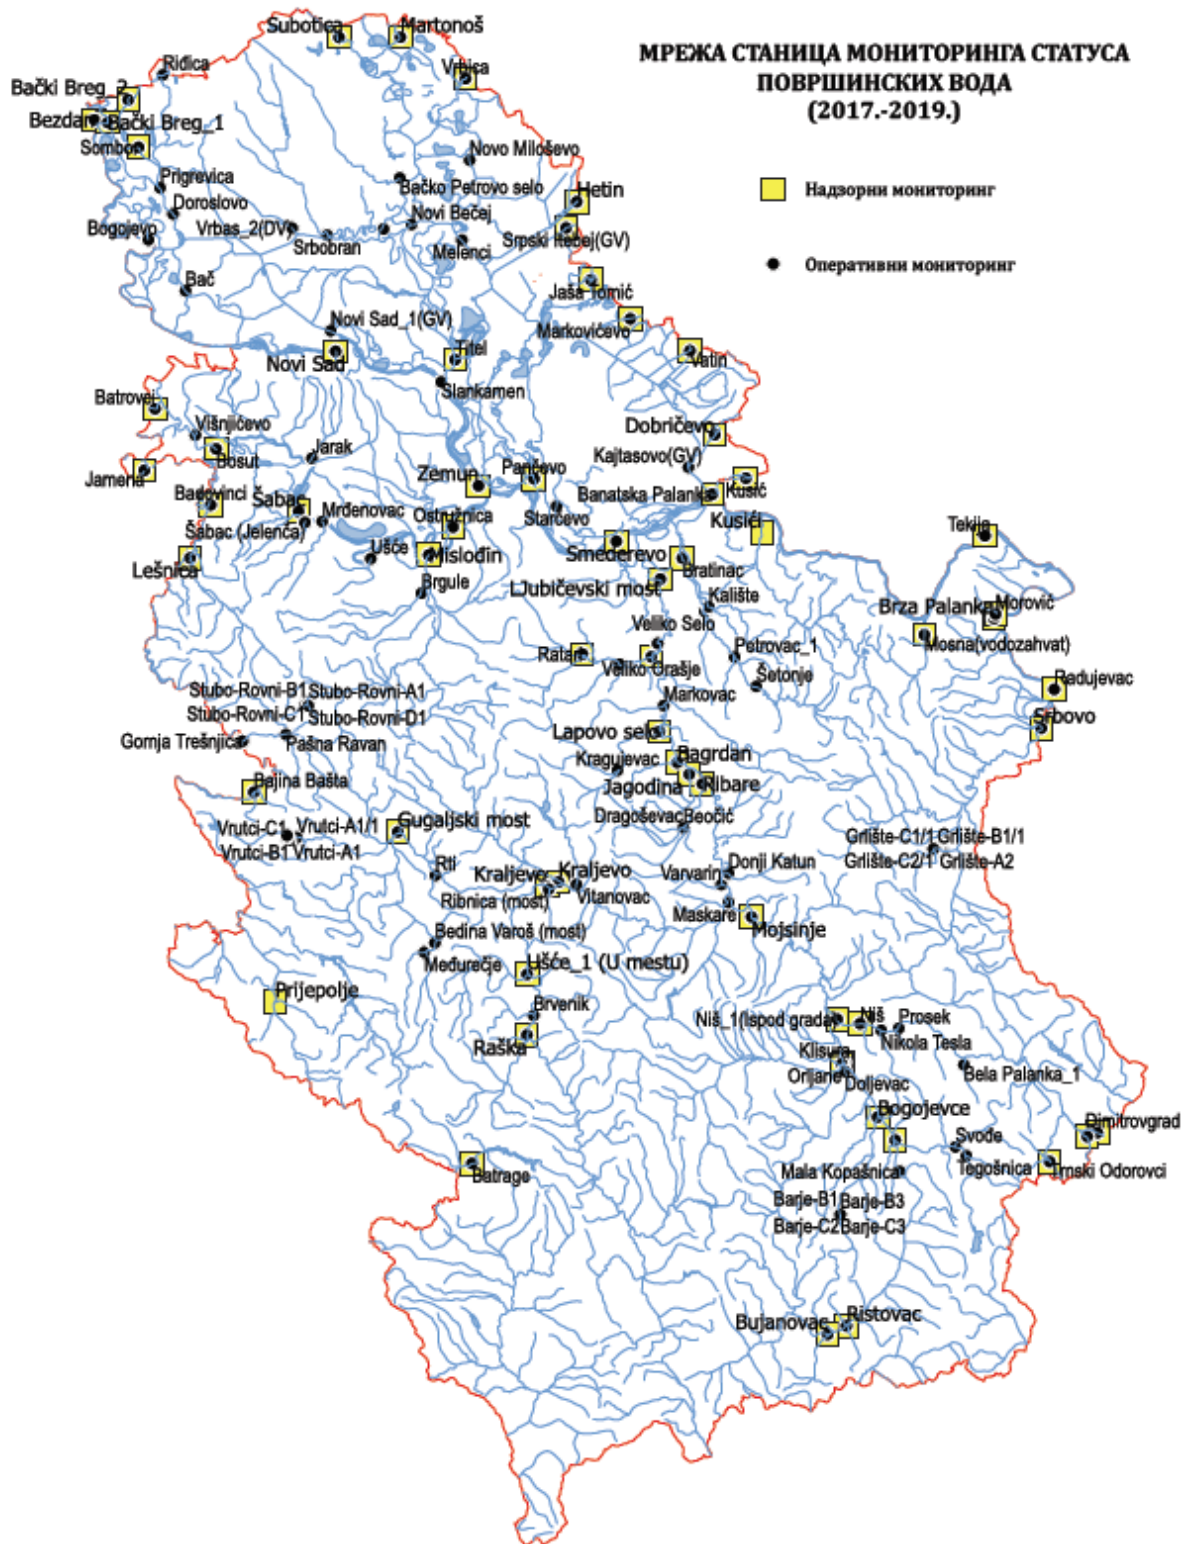 МРЕЖА СТАНИЦА МОНИТОРИНГА СТАТУСА
ПОВРШИНСКИХ ВОДА
(2017.-2019.)
Надзорни мониторинг
Оперативни мониторинг
Subotica
Martonoš
Riđica
Vrbica
Bački Breg_2
Bezdan
Bački Breg_1
Sombor
Novo Miloševo
Prigrevica
Bačko Petrovo selo
Hetin
Doroslovo
Novi Bečej
Bogojevo
Vrbas_2(DV)
Srbobran
Melenci
Srpski Itebej(GV)
Bač
Jaša Tomić
Novi Sad_1(GV)
Markovićevo
Novi Sad
Titel
Vatin
Slankamen
Batrovci
Višnjićevo
Dobričevo
Bosut
Jarak
Kajtasovo(GV)
Jamena
Zemun
Pančevo
Banatska Palanka
Kusić
Badovinci
Šabac
Mrđenovac
Ostružnica
Starčevo
Kusići
Tekija
Šabac (Jelenča)
Ušće
Mislođin
Smederevo
Bratinac
Lešnica
Brgule
LJubičevski most
Kalište
Brza Palanka
Morović
Veliko Selo
Mosna(vodozahvat)
Ratari
Veliko Orašje
Petrovac_1
Šetonje
Radujevac
Stubo-Rovni-B1
Stubo-Rovni-A1
Markovac
Stubo-Rovni-C1
Stubo-Rovni-D1
Srbovo
Gornja Trešnjica
Pašna Ravan
Lapovo selo
Kragujevac
Bagrdan
Bajina Bašta
Jagodina
Ribare
Vrutci-C1
Vrutci-A1/1
Gugaljski most
Dragoševac
Beočić
Vrutci-B1
Vrutci-A1
Grlište-C1/1
Grlište-B1/1
Grlište-C2/1
Grlište-A2
Rti
Kraljevo
Kraljevo
Donji Katun
Varvarin
Ribnica (most)
Vitanovac
Maskare
Mojsinje
Bedina Varoš (most)
Međurečje
Ušće_1 (U mestu)
Prijepolje
Brvenik
Niš_1(Ispod grada)
Niš
Prosek
Raška
Nikola Tesla
Klisura
Orljane
Doljevac
Bela Palanka_1
Bogojevce
Dimitrovgrad
Svođe
Batrage
Mala Kopašnica
Tegošnica
Trnski Odorovci
Barje-B1
Barje-B3
Barje-C2
Barje-C3
Bujanovac
Ristovac